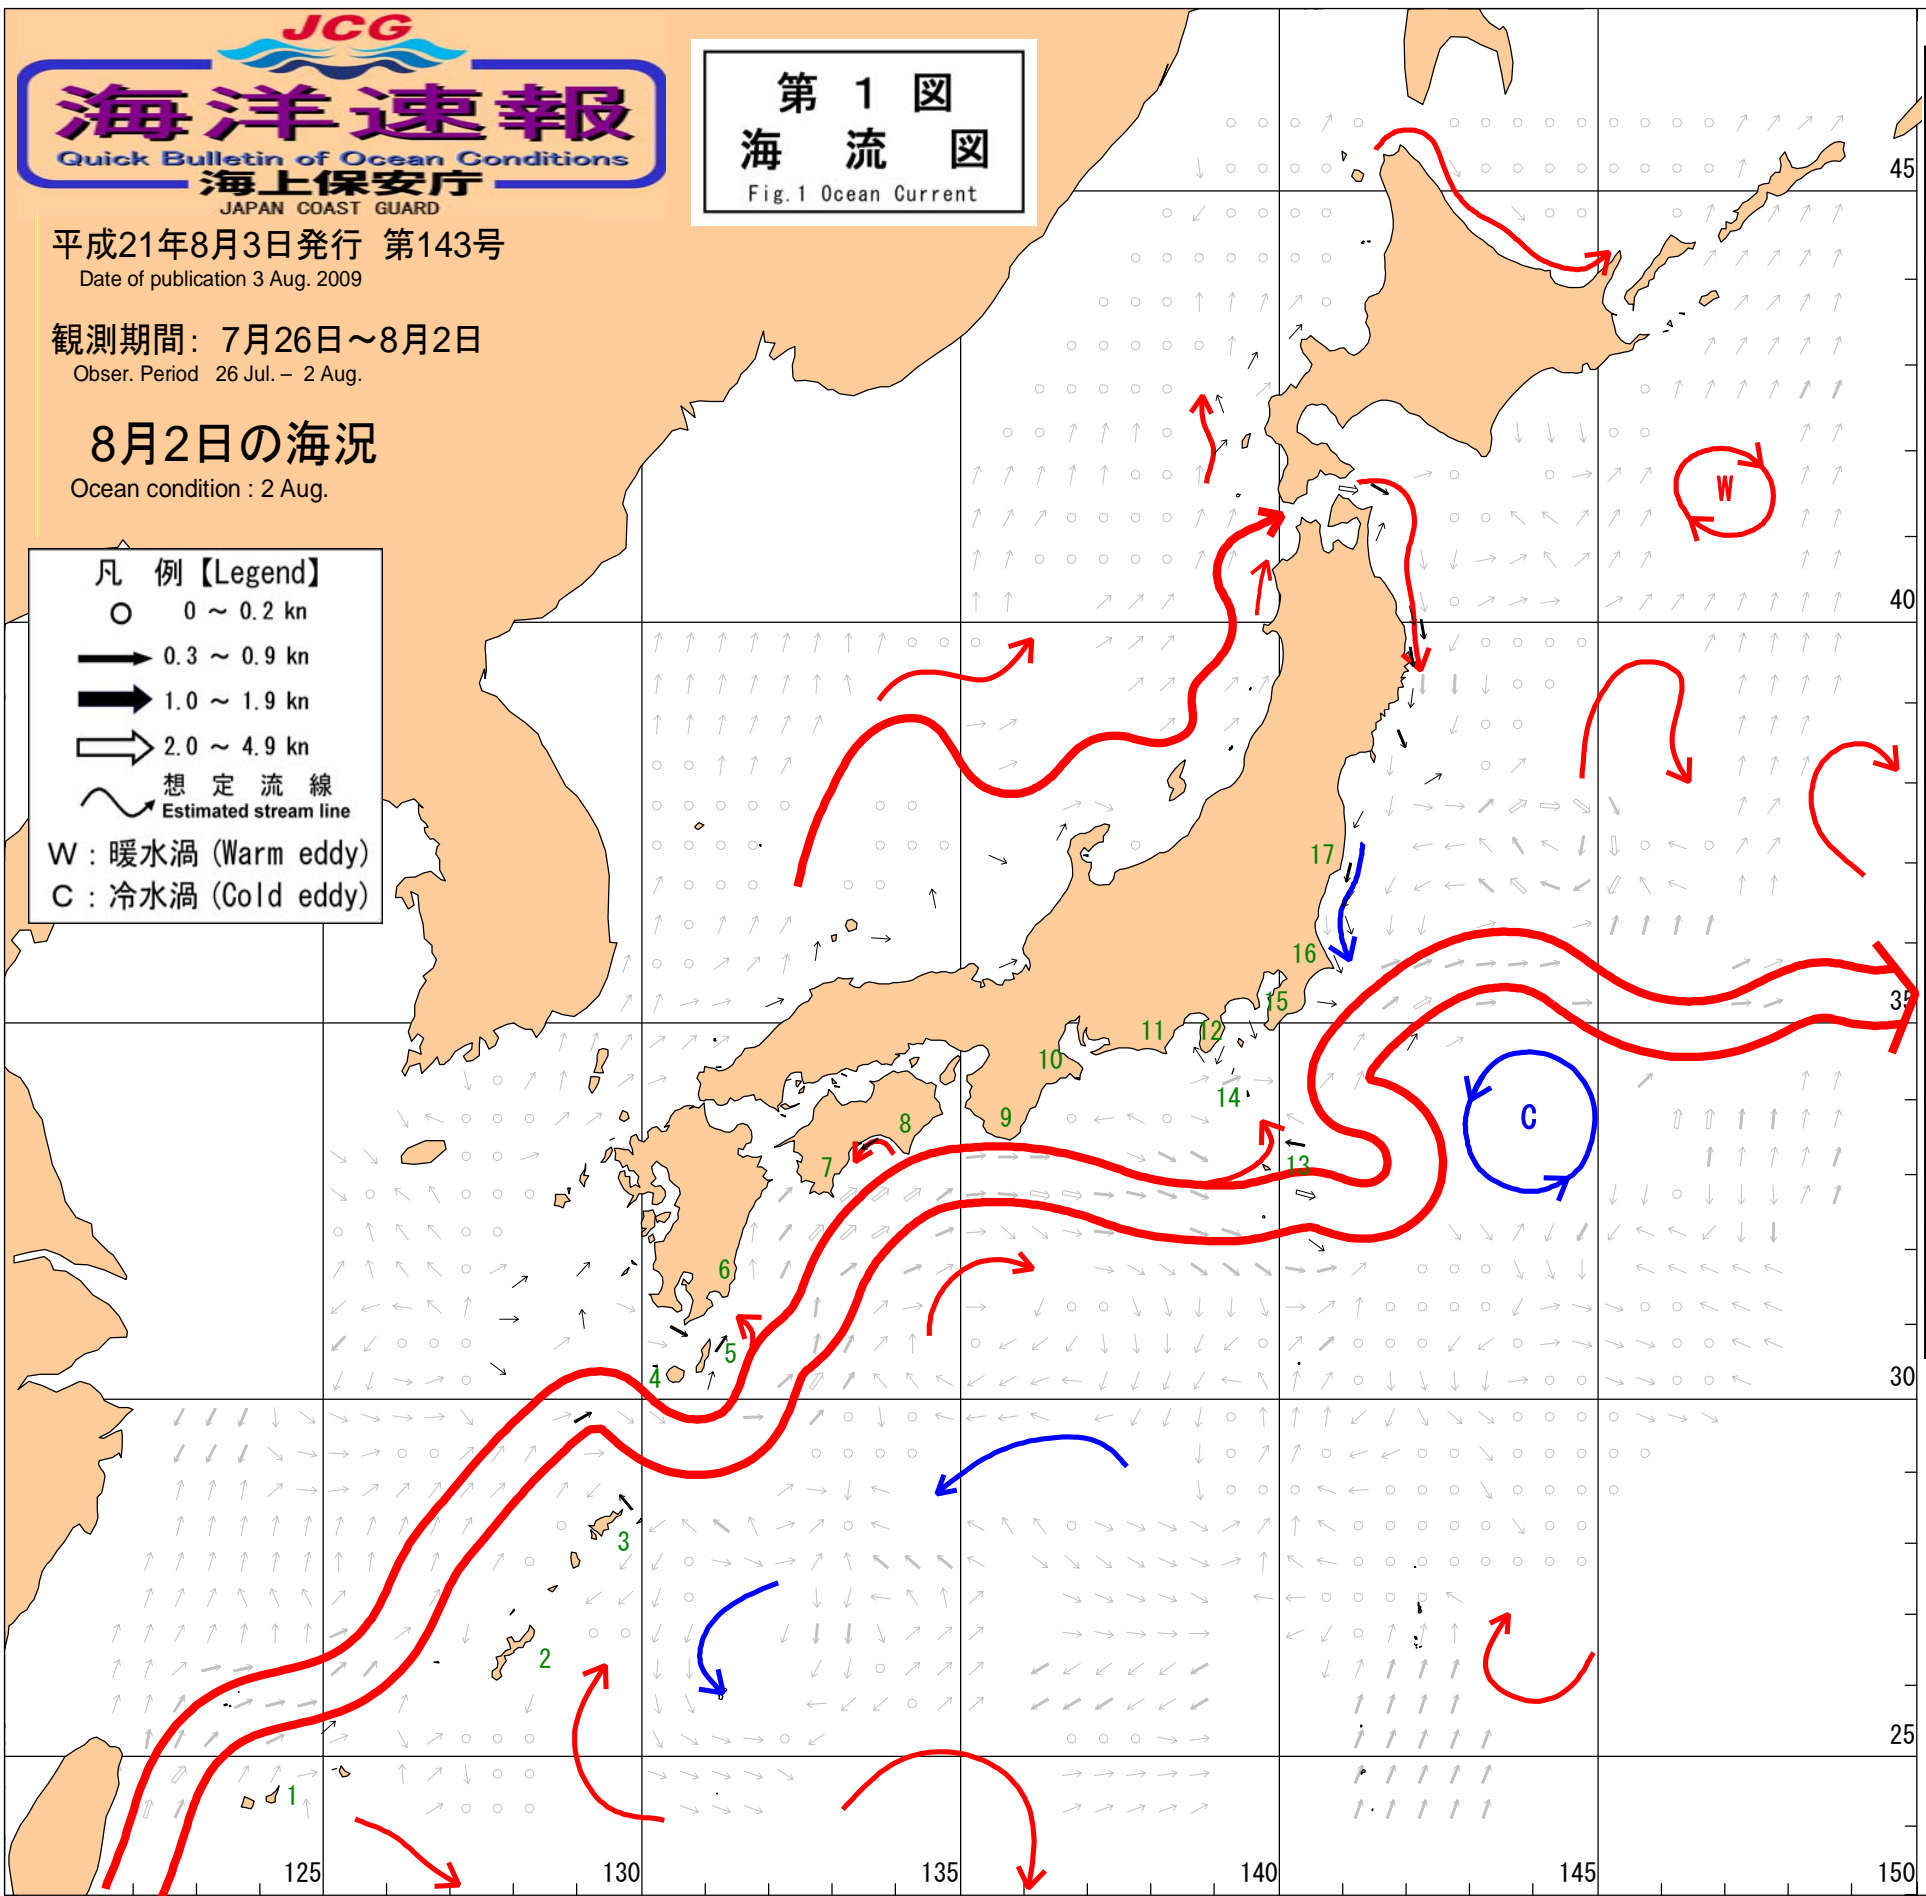 JCG
海洋速報
Quick Bulletin of Ocean Conditions
海上保安庁
JAPAN COAST GUARD
第 1 図
海 流 図
Fig.1 Ocean Current
平成21年8月3日発行 第143号
Date of publication 3 Aug. 2009
観測期間: 7月26日～8月2日
Obser. Period 26 Jul. – 2 Aug.
8月2日の海況
Ocean condition : 2 Aug.
凡 例【Legend】
0 ～ 0.2 kn
0.3 ～ 0.9 kn
1.0 ～ 1.9 kn
2.0 ～ 4.9 kn
想 定 流 線
Estimated stream line
W : 暖水渦 (Warm eddy)
C : 冷水渦 (Cold eddy)
45
W
40
17
16
35
15
12
11
10
14
9
8
C
7
13
6
5
4
30
3
2
25
1
125
130
135
140
145
150